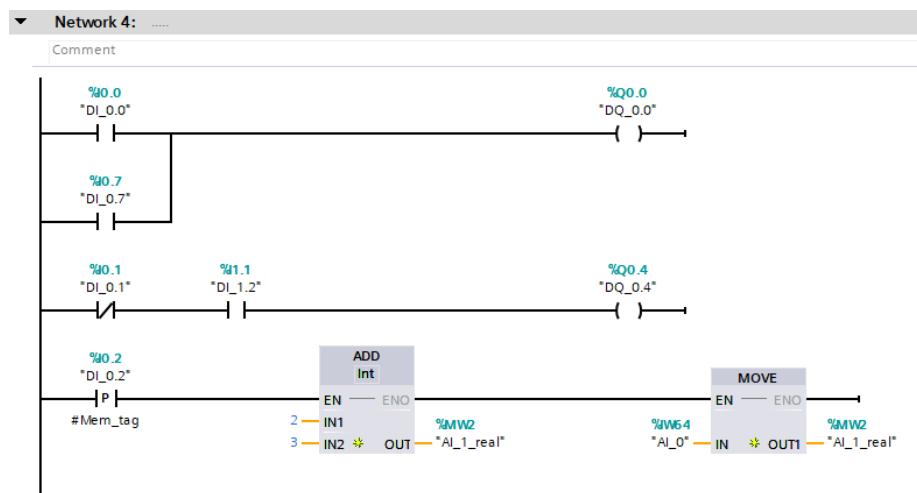 Network 4: .....
Comment
%I0.0
"DI_0.0"
%Q0.0
"DQ_0.0"
%I0.7
"DI_0.7"
%I0.1
"DI_0.1"
%I1.1
"DI_1.2"
%Q0.4
"DQ_0.4"
%I0.2
"DI_0.2"
P
#Mem_tag
ADD
Int
EN ENO
2 IN1
3 IN2 OUT
%MW2
"AI_1_real"
MOVE
EN ENO
%IW64
"AI_0" IN OUT1
%MW2
"AI_1_real"